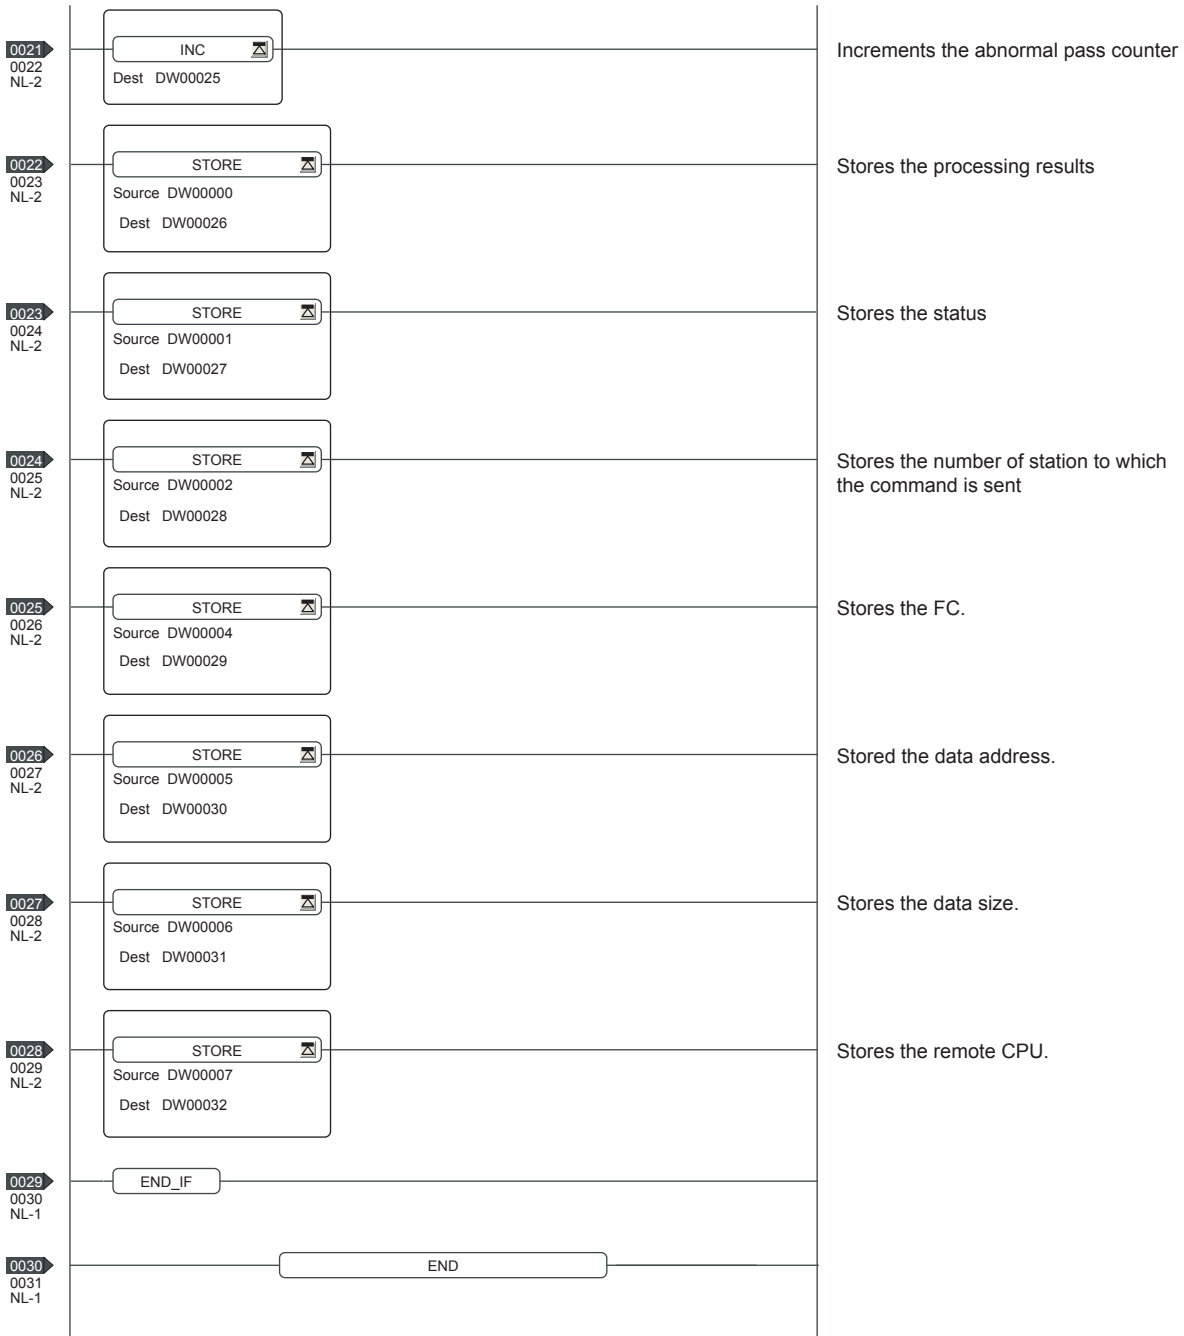 0021
0022
NL-2
INC
Dest DW00025
Increments the abnormal pass counter
0022
0023
NL-2
STORE
Source DW00000
Dest DW00026
Stores the processing results
0023
0024
NL-2
STORE
Source DW00001
Dest DW00027
Stores the status
0024
0025
NL-2
STORE
Source DW00002
Dest DW00028
Stores the number of station to which
the command is sent
0025
0026
NL-2
STORE
Source DW00004
Dest DW00029
Stores the FC.
0026
0027
NL-2
STORE
Source DW00005
Dest DW00030
Stored the data address.
0027
0028
NL-2
STORE
Source DW00006
Dest DW00031
Stores the data size.
0028
0029
NL-2
STORE
Source DW00007
Dest DW00032
Stores the remote CPU.
0029
0030
NL-1
END_IF
0030
0031
NL-1
END